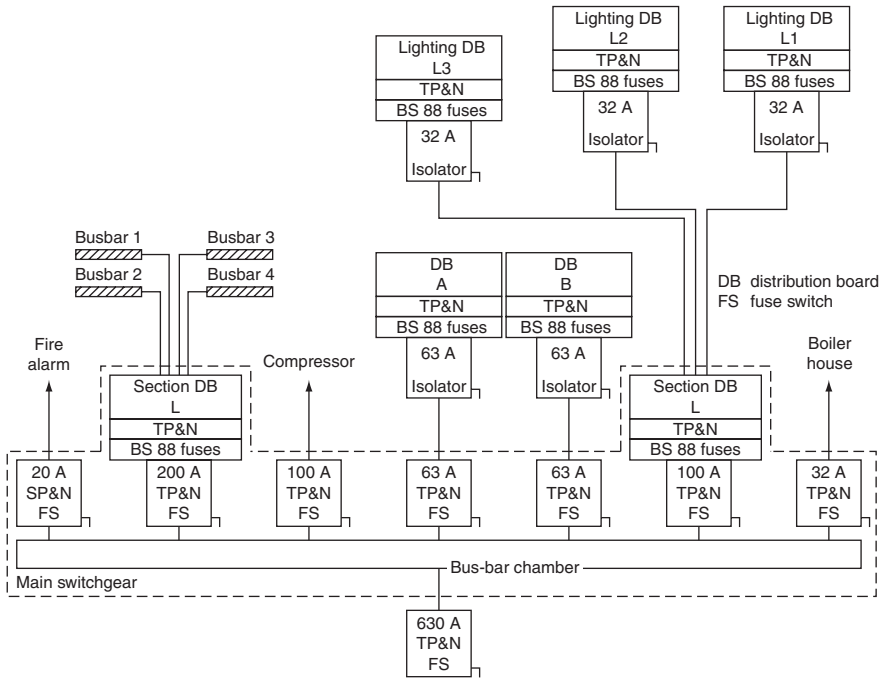 Lighting DB
L3
TP&N
BS 88 fuses
32 A
Isolator
Lighting DB
L2
TP&N
BS 88 fuses
32 A
Isolator
Lighting DB
L1
TP&N
BS 88 fuses
32 A
Isolator
Busbar 1
Busbar 2
Busbar 3
Busbar 4
DB
A
TP&N
BS 88 fuses
63 A
Isolator
DB
B
TP&N
BS 88 fuses
63 A
Isolator
DB distribution board
FS fuse switch
Fire
alarm
Section DB
L
TP&N
BS 88 fuses
Compressor
Section DB
L
TP&N
BS 88 fuses
Boiler
house
20 A
SP&N
FS
200 A
TP&N
FS
100 A
TP&N
FS
63 A
TP&N
FS
63 A
TP&N
FS
100 A
TP&N
FS
32 A
TP&N
FS
Bus-bar chamber
Main switchgear
630 A
TP&N
FS